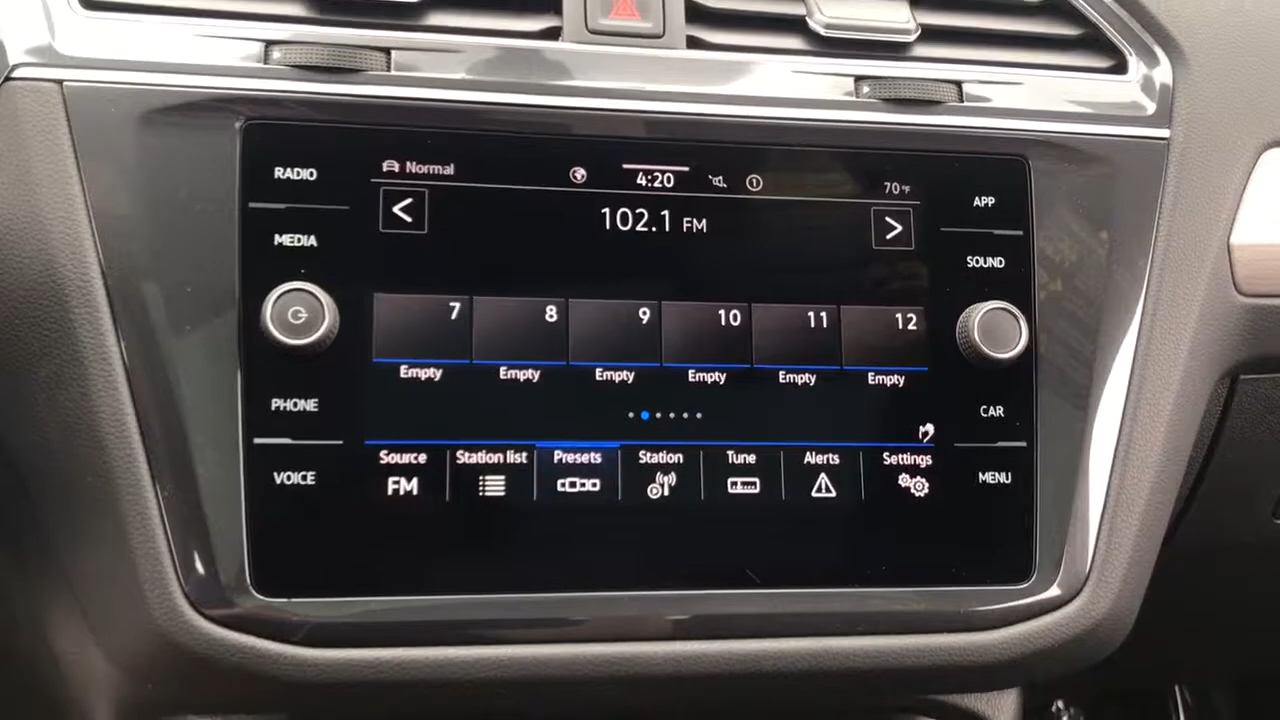 RADIO
MEDIA
PHONE
VOICE
Normal
4:20
1
70°F
< 102.1 FM >
7 8 9 10 11 12
Empty Empty Empty Empty Empty Empty
Source Station list Presets Station Tune Alerts Settings
FM
APP
SOUND
CAR
MENU